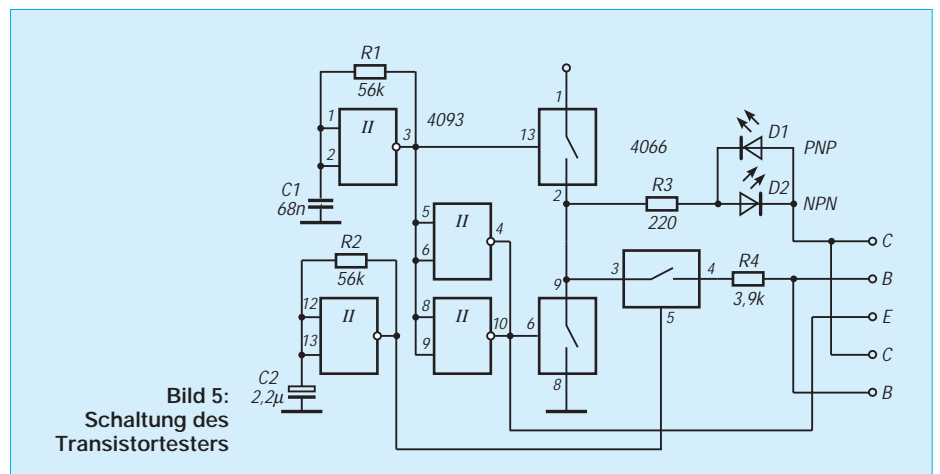 R1
56k
1
2
II
3
4093
C1
68n
1
13
2
4066
D1
PNP
D2
NPN
R3
220
5
6
II
4
8
9
II
10
R2
56k
12
13
II
C2
2,2µ
9
3
4
5
R4
3,9k
6
8
C
B
E
C
B
Bild 5:
Schaltung des
Transistortesters